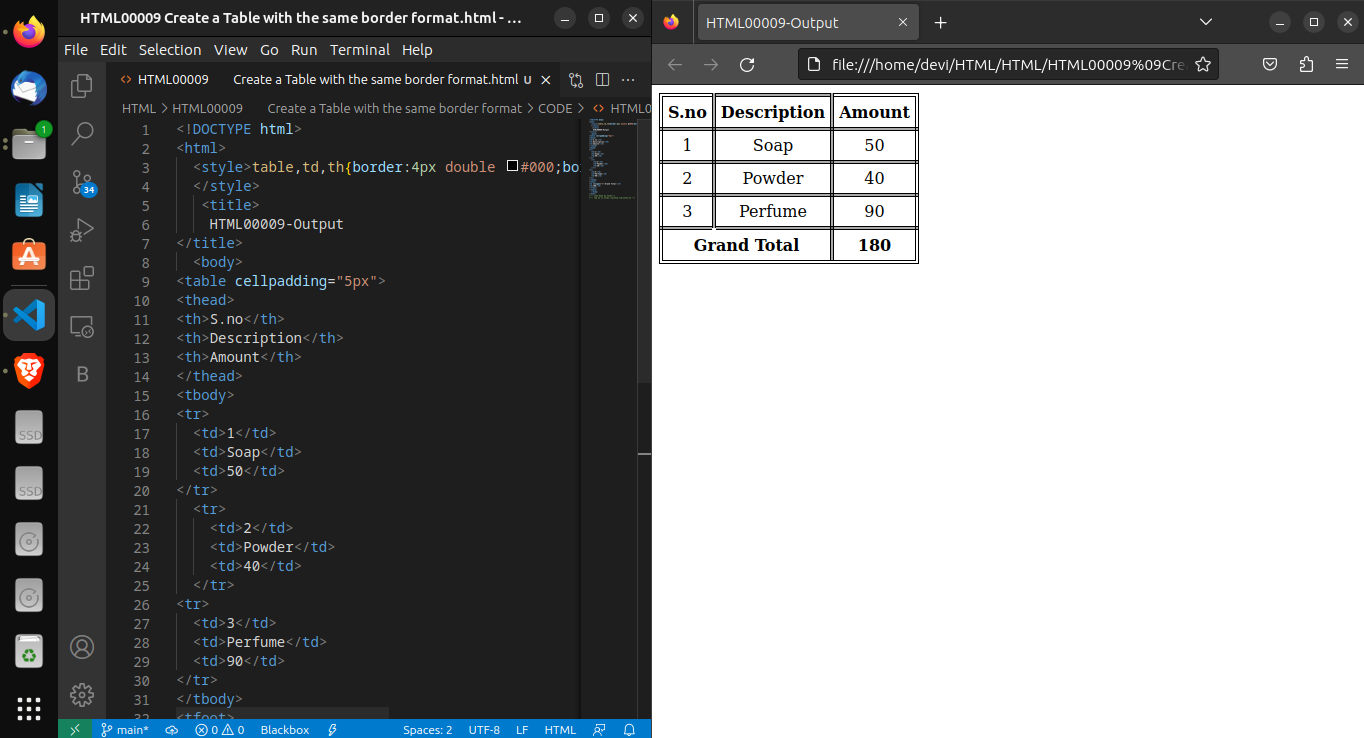 HTML00009 Create a Table with the same border format.html - ...
File Edit Selection View Go Run Terminal Help
HTML00009 Create a Table with the same border format.html U
HTML > HTML00009 Create a Table with the same border format > CODE > HTML0
1 <!DOCTYPE html>
2 <html>
3 <style>table,td,th{border:4px double #000;bo
4 </style>
5 <title>
6 HTML00009-Output
7 </title>
8 <body>
9 <table cellpadding="5px">
10 <thead>
11 <th>S.no</th>
12 <th>Description</th>
13 <th>Amount</th>
14 </thead>
15 <tbody>
16 <tr>
17 <td>1</td>
18 <td>Soap</td>
19 <td>50</td>
20 </tr>
21 <tr>
22 <td>2</td>
23 <td>Powder</td>
24 <td>40</td>
25 </tr>
26 <tr>
27 <td>3</td>
28 <td>Perfume</td>
29 <td>90</td>
30 </tr>
31 </tbody>
32 <tfoot>
1
34
B
SSD
SSD
main* 0 0 Blackbox Spaces: 2 UTF-8 LF HTML
HTML00009-Output
file:///home/devi/HTML/HTML/HTML00009%09Cre
S.no Description Amount
1 Soap 50
2 Powder 40
3 Perfume 90
Grand Total 180